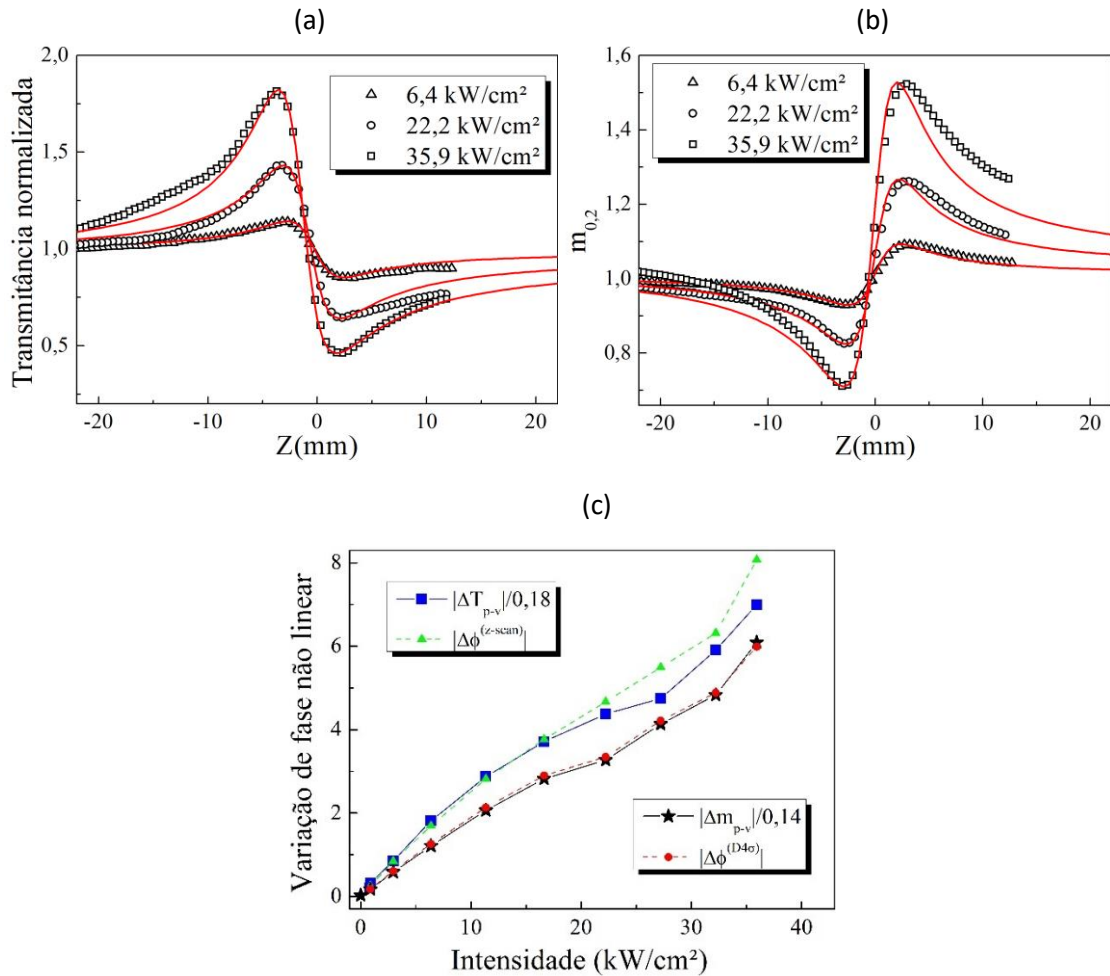 (a)
2,0
1,5
1,0
0,5
Transmitância normalizada
6,4 kW/cm²
22,2 kW/cm²
35,9 kW/cm²
-20 -10 0 10 20
Z(mm)
(b)
1,6
1,4
1,2
1,0
0,8
m0,2
6,4 kW/cm²
22,2 kW/cm²
35,9 kW/cm²
-20 -10 0 10 20
Z(mm)
(c)
8
6
4
2
0
Variação de fase não linear
|ΔTp-v|/0,18
|Δϕ(z-scan)|
|Δmp-v|/0,14
|Δϕ(D4σ)|
0 10 20 30 40
Intensidade (kW/cm²)